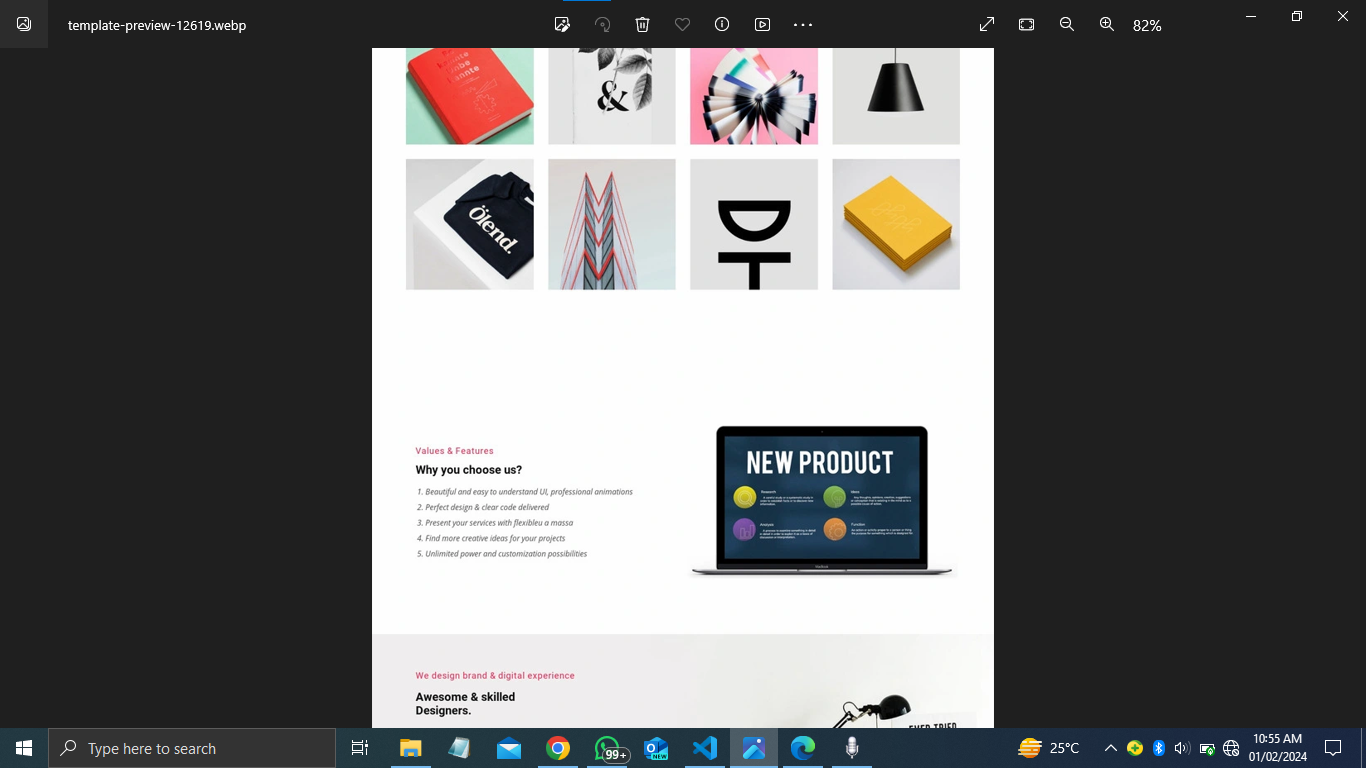 template-preview-12619.webp
82%
&
Ölend.
Values & Features
Why you choose us?
1. Beautiful and easy to understand UI, professional animations
2. Perfect design & clear code delivered
3. Present your services with flexibleu a massa
4. Find more creative ideas for your projects
5. Unlimited power and customization possibilities
NEW PRODUCT
Research
Ideas
Analysis
Function
MacBook
We design brand & digital experience
Awesome & skilled
Designers.
EVER TRIED
Type here to search
99+
NEW
25°C
10:55 AM
01/02/2024